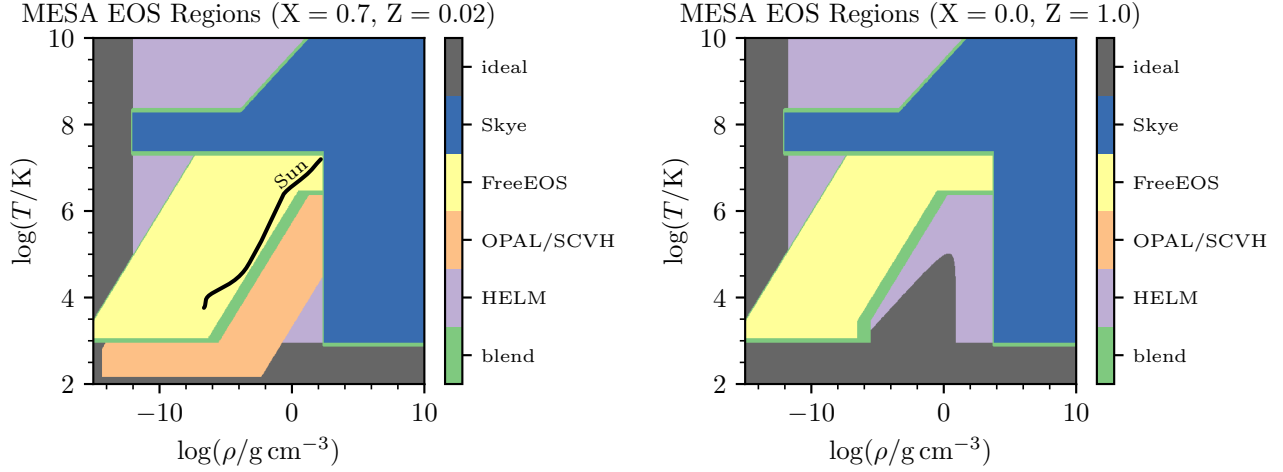 MESA EOS Regions (X = 0.7, Z = 0.02)
10
8
6
4
2
log(T/K)
−10
0
10
log(ρ/g cm⁻³)
Sun
ideal
Skye
FreeEOS
OPAL/SCVH
HELM
blend
MESA EOS Regions (X = 0.0, Z = 1.0)
10
8
6
4
2
log(T/K)
−10
0
10
log(ρ/g cm⁻³)
ideal
Skye
FreeEOS
OPAL/SCVH
HELM
blend